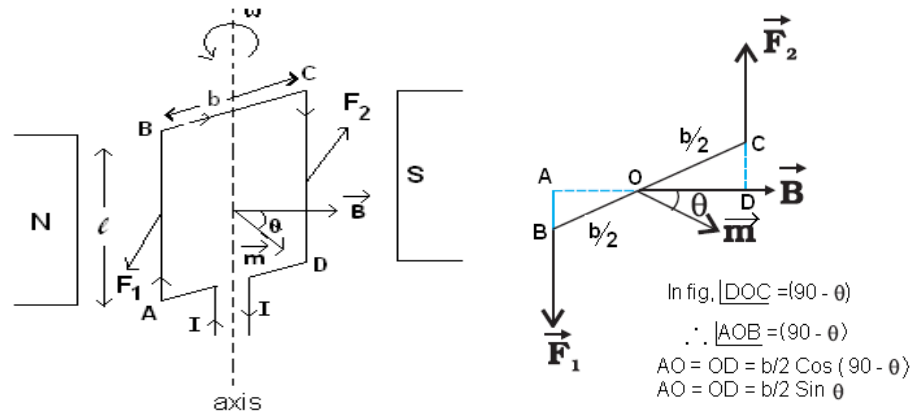 ω
C
b
B
F₂
N
ℓ
S
B
θ
m
F₁
D
A
I
I
axis
F₂
b/2
C
A
O
B
θ
D
B
b/2
m
F₁
In fig, DOC = (90 - θ)
∴ AOB = (90 - θ)
AO = OD = b/2 Cos ( 90 - θ)
AO = OD = b/2 Sin θ